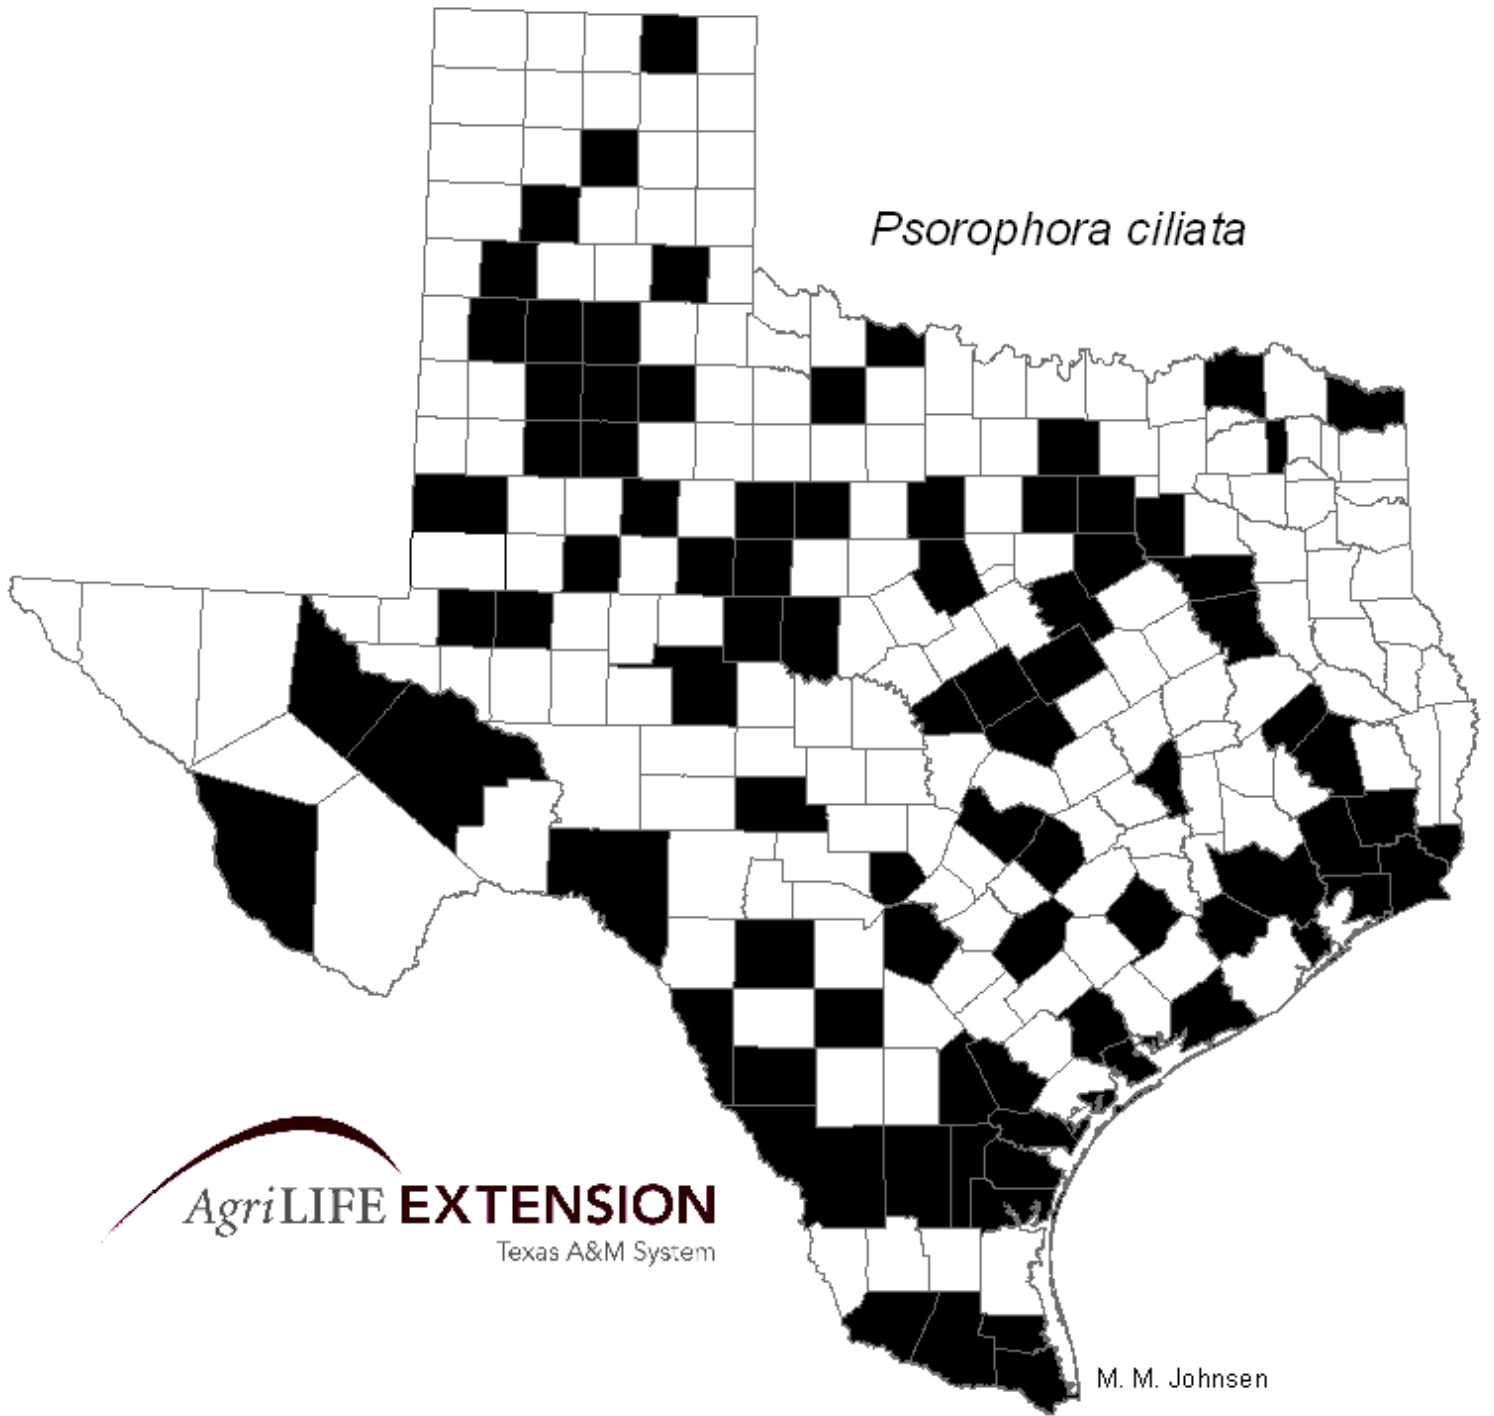 Psorophora ciliata
AgriLIFE EXTENSION
Texas A&M System
M. M. Johnsen